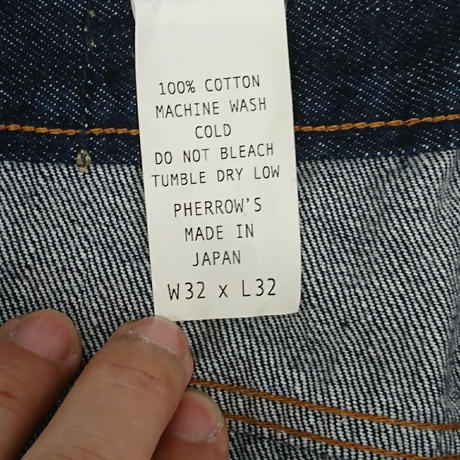 100% COTTON
MACHINE WASH
COLD
DO NOT BLEACH
TUMBLE DRY LOW
PHERROW'S
MADE IN
JAPAN
W32 x L32